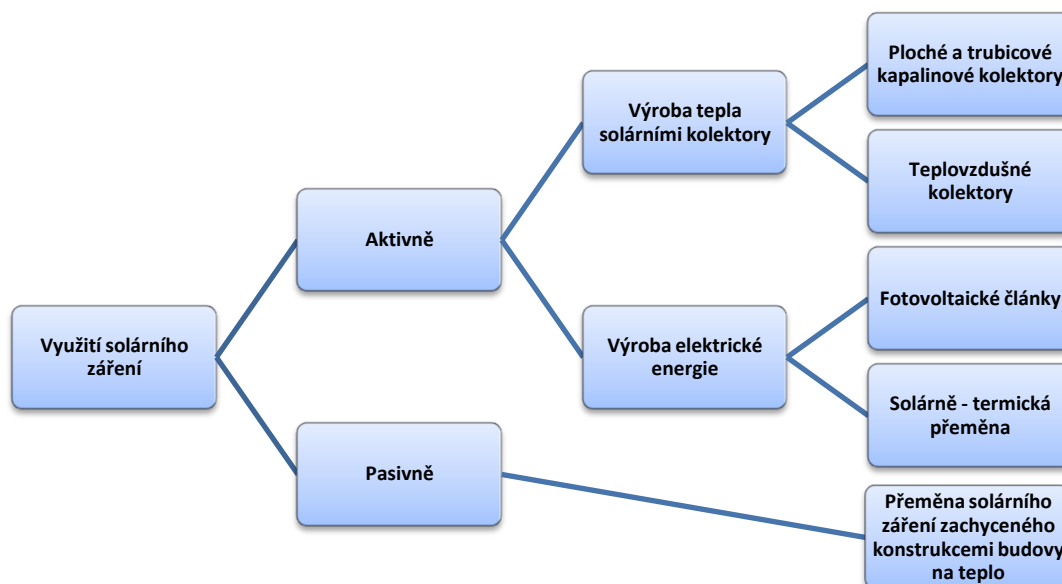 Využití solárního
záření
Aktivně
Pasivně
Výroba tepla
solárními kolektory
Výroba elektrické
energie
Ploché a trubicové
kapalinové kolektory
Teplovzdušné
kolektory
Fotovoltaické články
Solárně - termická
přeměna
Přeměna solárního
záření zachyceného
konstrukcemi budovy
na teplo